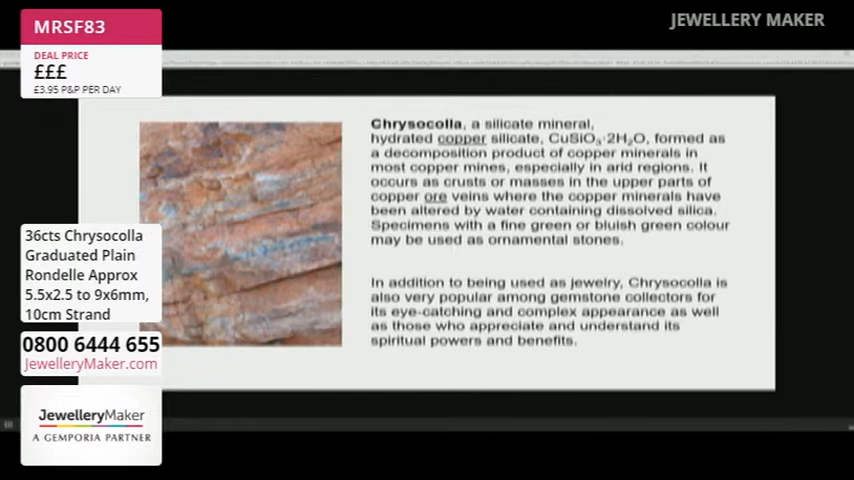 MRSF83
DEAL PRICE
£££
£3.95 P&P PER DAY
JEWELLERY MAKER
Chrysocolla, a silicate mineral,
hydrated copper silicate, CuSiO₃·2H₂O, formed as
a decomposition product of copper minerals in
most copper mines, especially in arid regions. It
occurs as crusts or masses in the upper parts of
copper ore veins where the copper minerals have
been altered by water containing dissolved silica.
Specimens with a fine green or bluish green colour
may be used as ornamental stones.
In addition to being used as jewelry, Chrysocolla is
also very popular among gemstone collectors for
its eye-catching and complex appearance as well
as those who appreciate and understand its
spiritual powers and benefits.
36cts Chrysocolla
Graduated Plain
Rondelle Approx
5.5x2.5 to 9x6mm,
10cm Strand
0800 6444 655
JewelleryMaker.com
JewelleryMaker
A GEMPORIA PARTNER